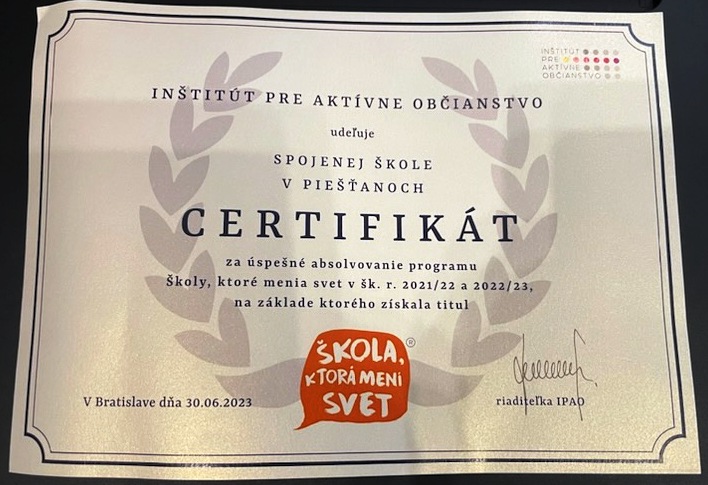 INŠTITÚT
PRE
AKTÍVNE
OBČIANSTVO
INŠTITÚT PRE AKTÍVNE OBČIANSTVO
udeľuje
SPOJENEJ ŠKOLE
V PIEŠŤANOCH
CERTIFIKÁT
za úspešné absolvovanie programu
Školy, ktoré menia svet v šk. r. 2021/22 a 2022/23,
na základe ktorého získala titul
ŠKOLA, ®
KTORÁ MENÍ
SVET
V Bratislave dňa 30.06.2023
riaditeľka IPAO